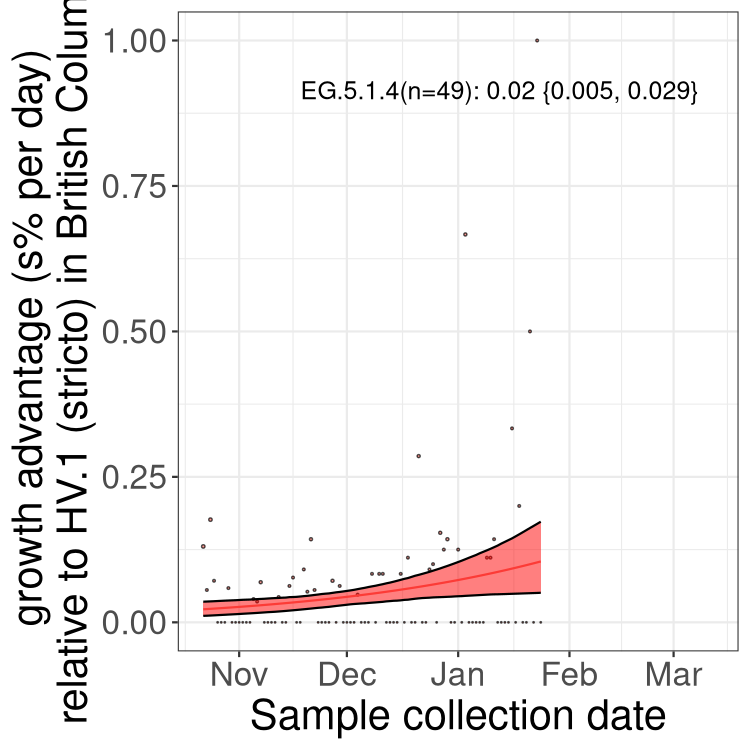 growth advantage (s% per day)
relative to HV.1 (stricto) in British Colum
1.00
0.75
0.50
0.25
0.00
EG.5.1.4(n=49): 0.02 {0.005, 0.029}
Nov Dec Jan Feb Mar
Sample collection date